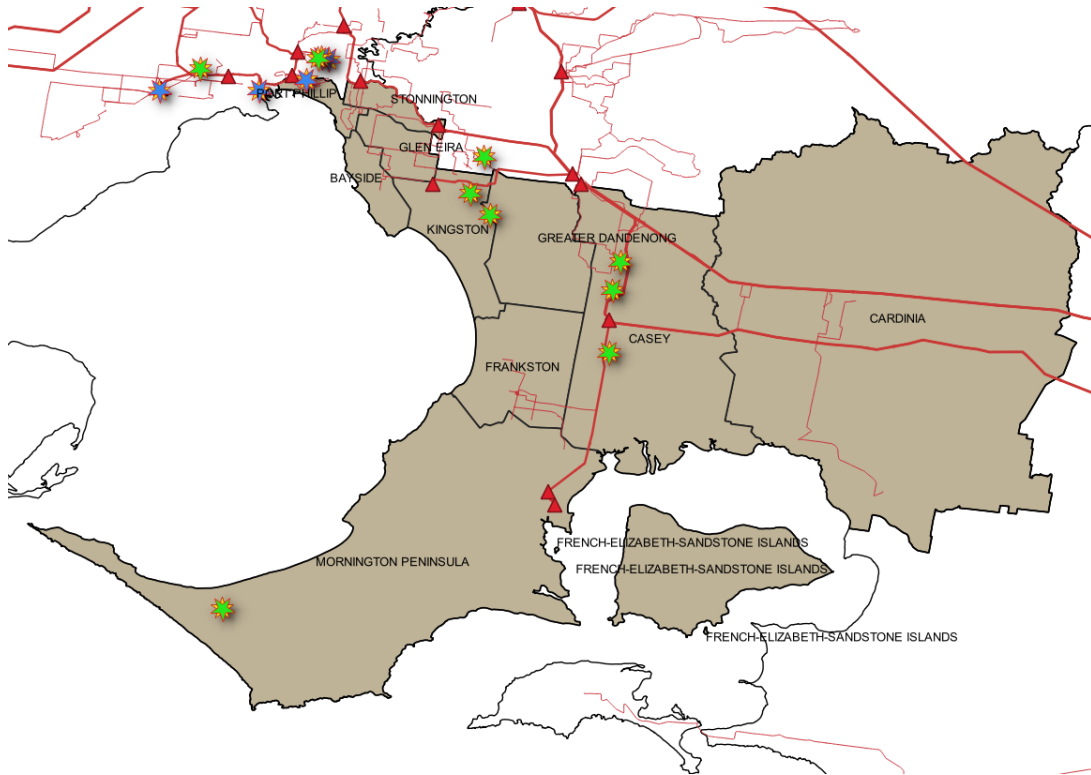 PORT PHILLIP
STONNINGTON
GLEN EIRA
BAYSIDE
KINGSTON
GREATER DANDENONG
CARDINIA
CASEY
FRANKSTON
FRENCH-ELIZABETH-SANDSTONE ISLANDS
MORNINGTON PENINSULA
FRENCH-ELIZABETH-SANDSTONE ISLANDS
FRENCH-ELIZABETH-SANDSTONE ISLANDS